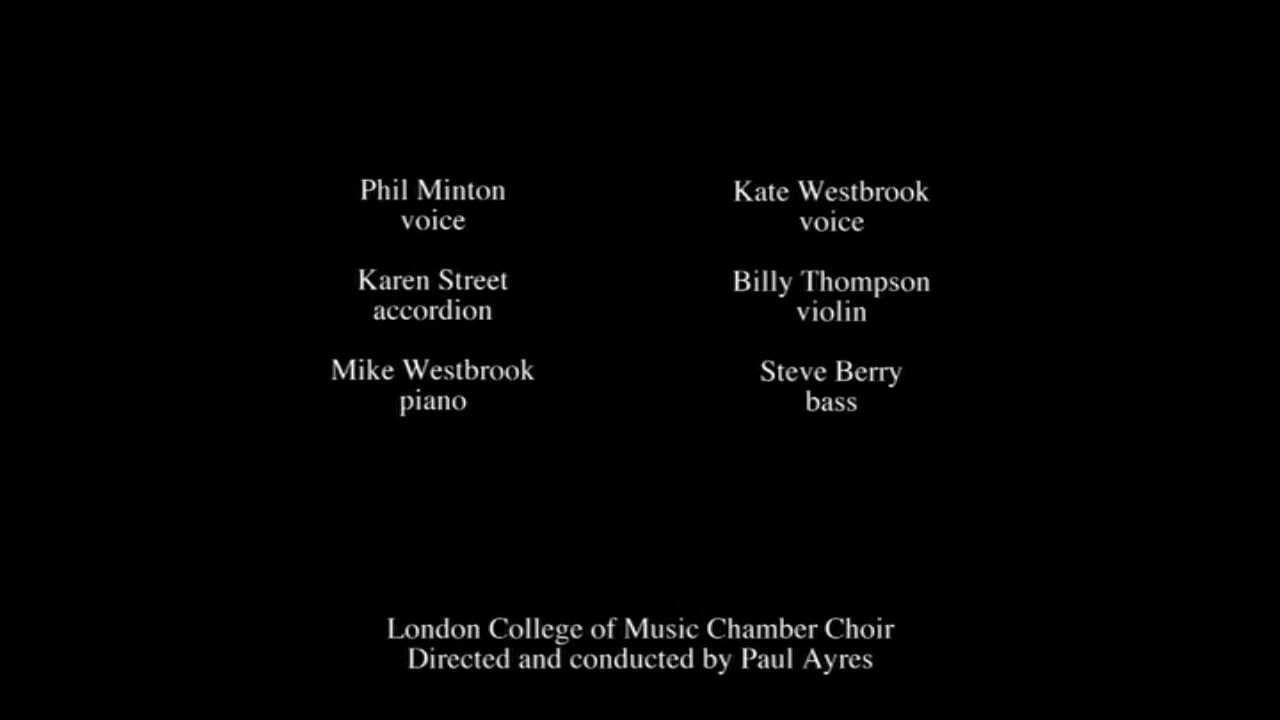 Phil Minton
voice
Kate Westbrook
voice
Karen Street
accordion
Billy Thompson
violin
Mike Westbrook
piano
Steve Berry
bass
London College of Music Chamber Choir
Directed and conducted by Paul Ayres